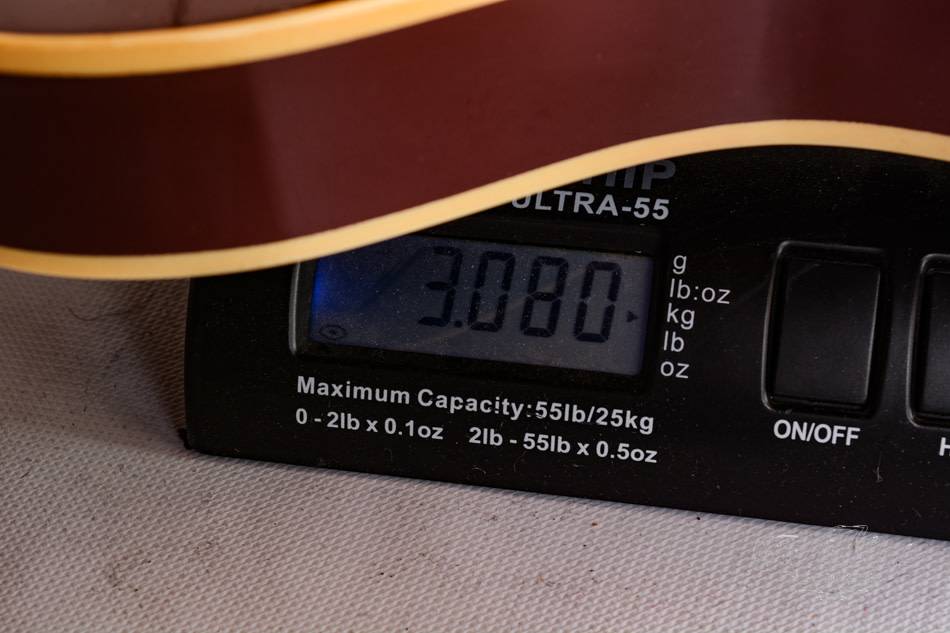 ULTRA-55
3.080
g
lb:oz
kg
lb
oz
Maximum Capacity:55lb/25kg
0 - 2lb x 0.1oz 2lb - 55lb x 0.5oz
ON/OFF